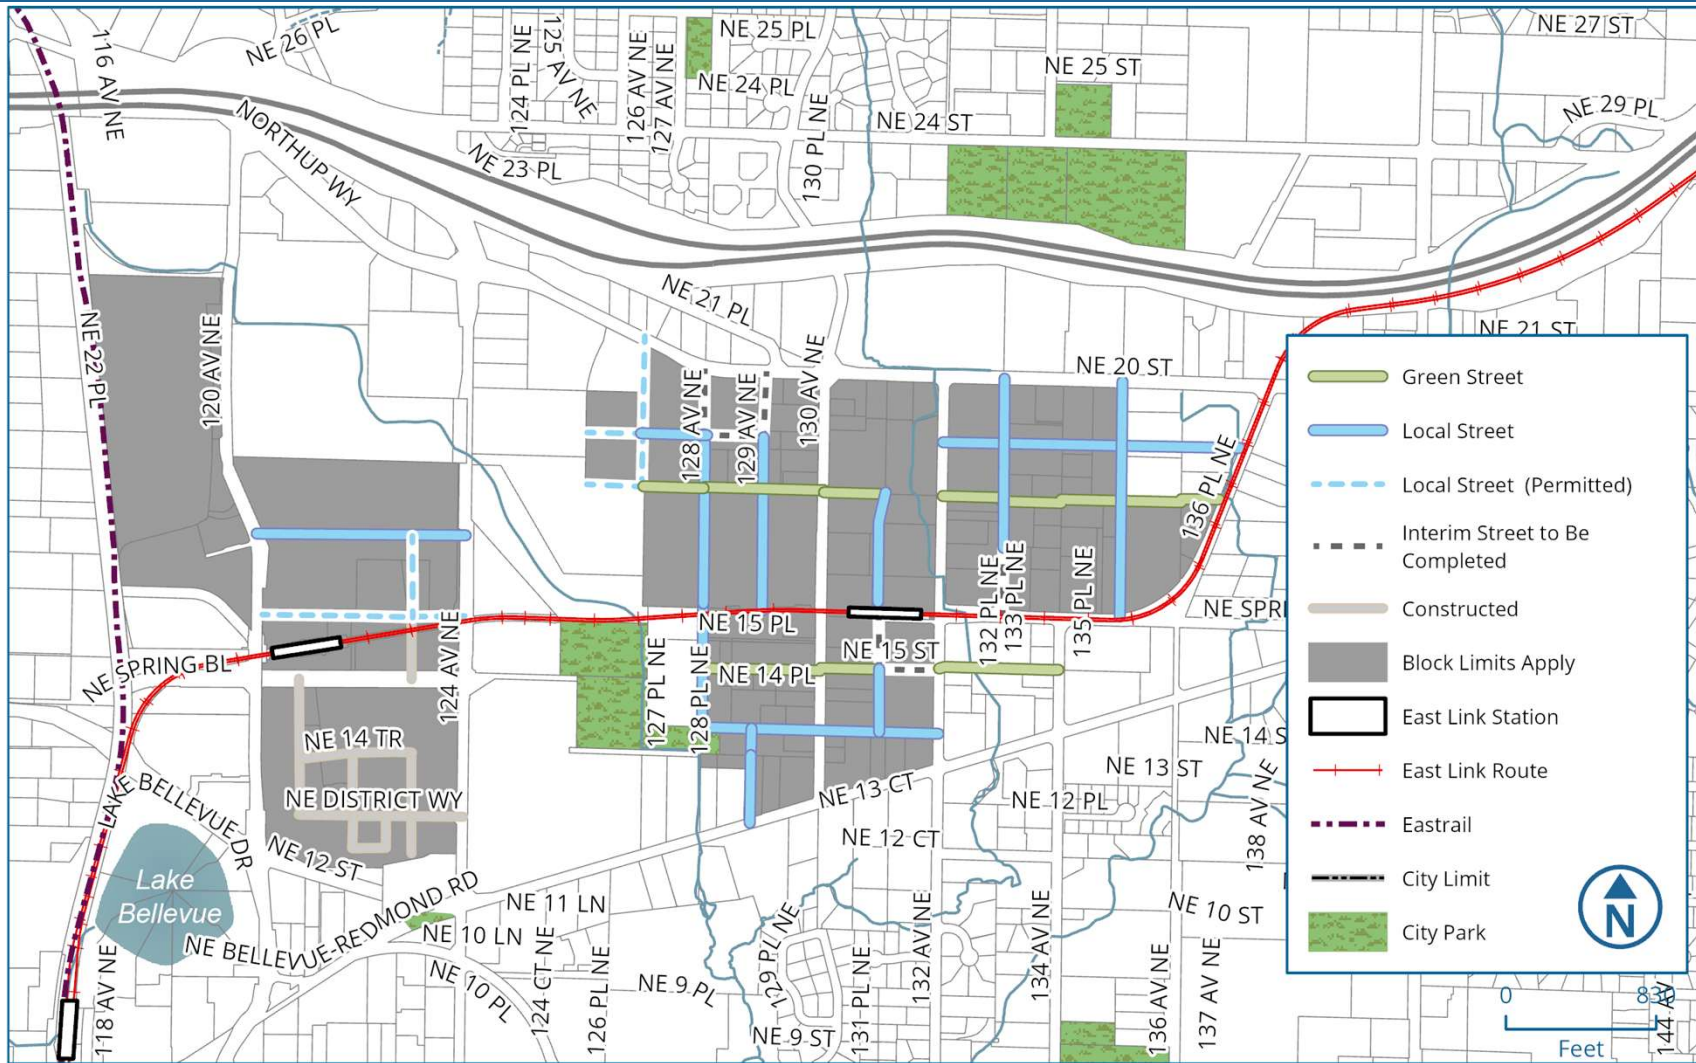 NE 27 ST
NE 26 PL
116 AV NE
124 PL NE
125 AV NE
126 AV NE
127 AV NE
NE 25 PL
NE 24 PL
NE 25 ST
NE 29 PL
NE 24 ST
130 PL NE
NORTHUP WY
NE 23 PL
NE 21 PL
NE 21 ST
NE 22 PL
120 AV NE
128 AV NE
129 AV NE
130 AV NE
NE 20 ST
136 PL NE
132 PL NE
133 PL NE
135 PL NE
NE SPRI
NE 15 PL
NE 15 ST
NE 14 PL
124 AV NE
127 PL NE
128 PL NE
NE SPRING BL
NE 14 TR
NE DISTRICT WY
NE 14 S
NE 13 ST
NE 13 CT
NE 12 PL
NE 12 CT
138 AV NE
LAKE BELLEVUE DR
NE 12 ST
Lake
Bellevue
NE BELLEVUE-REDMOND RD
NE 11 LN
NE 10 LN
NE 10 PL
NE 10 ST
118 AV NE
124 CT NE
126 PL NE
NE 9 PL
129 PL NE
NE 9 ST
131 PL NE
132 AV NE
134 AV NE
136 AV NE
137 AV NE
144 AV
Green Street
Local Street
Local Street (Permitted)
Interim Street to Be
Completed
Constructed
Block Limits Apply
East Link Station
East Link Route
Eastrail
City Limit
City Park
N
0 830
Feet